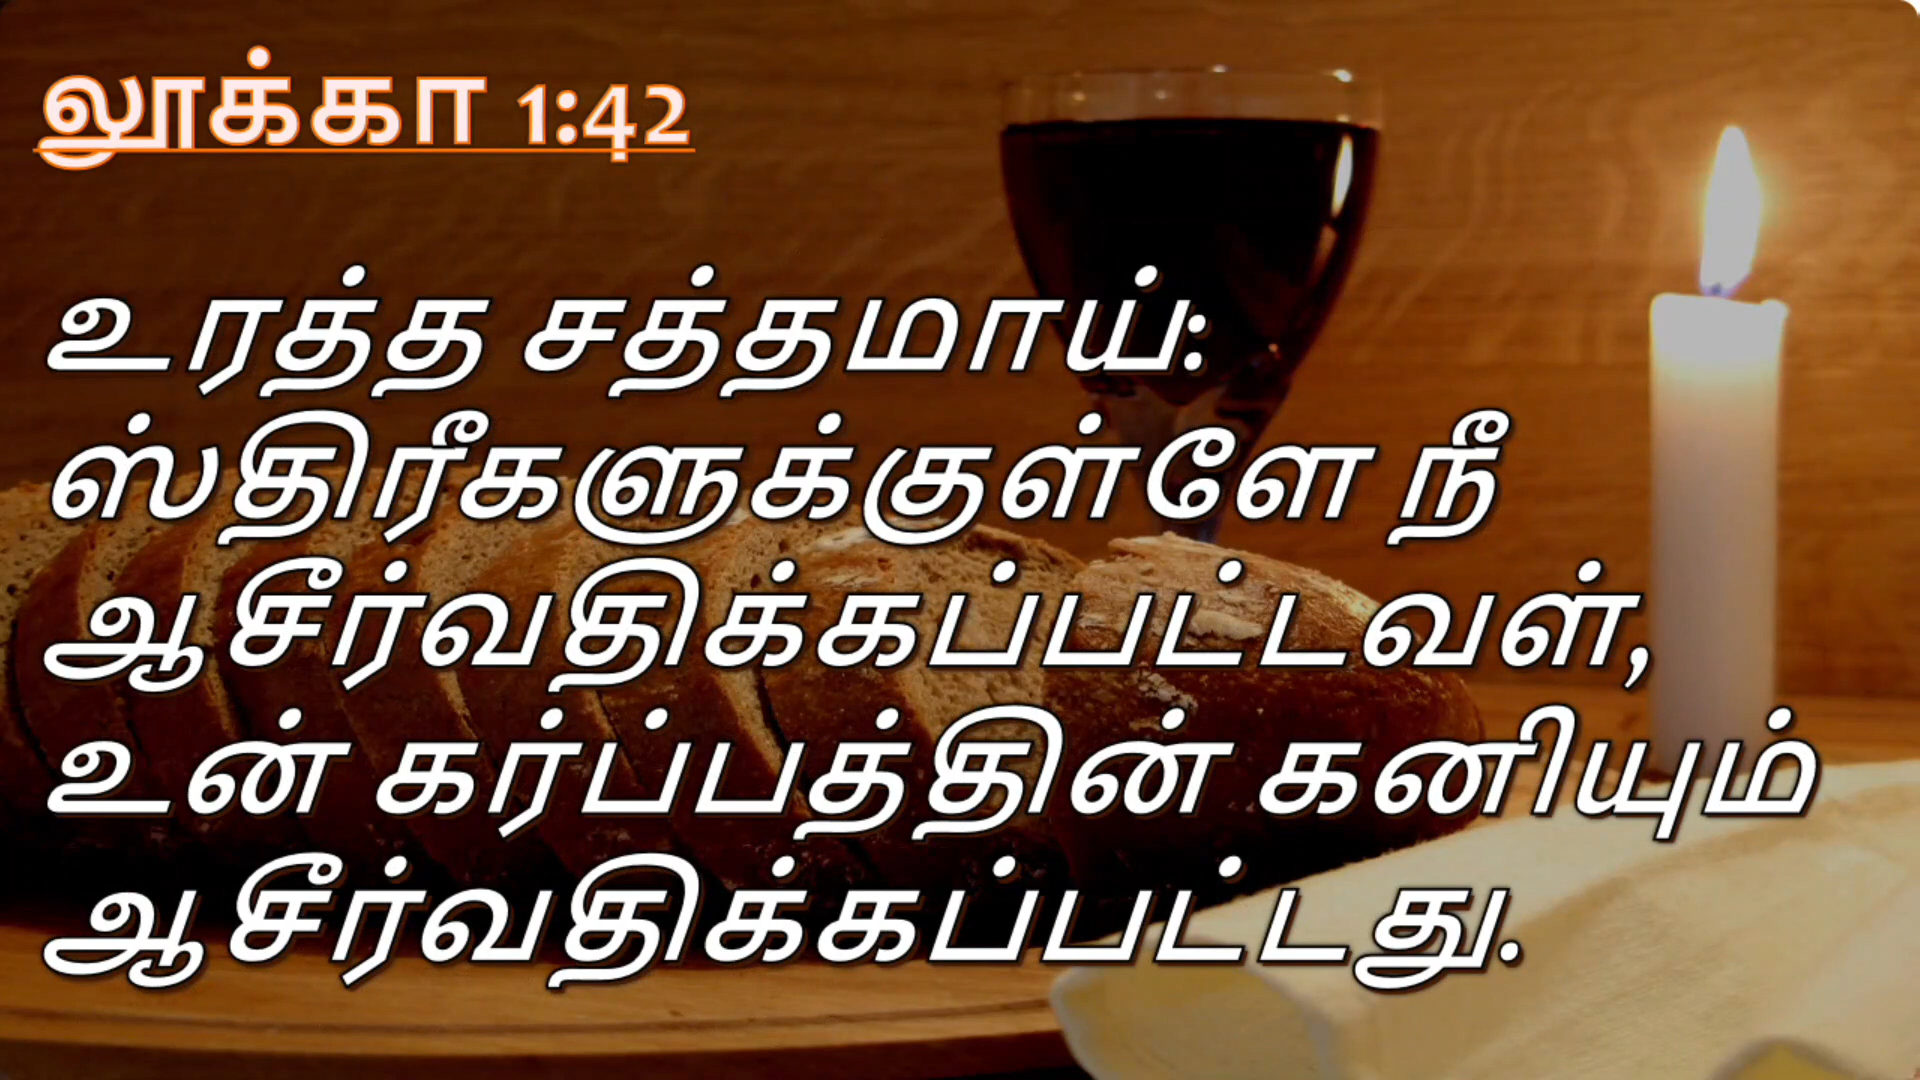 லூக்கா 1:42
உரத்த சத்தமாய்:
ஸ்திரீகளுக்குள்ளே நீ
ஆசீர்வதிக்கப்பட்டவள்,
உன் கர்ப்பத்தின் கனியும்
ஆசீர்வதிக்கப்பட்டது.